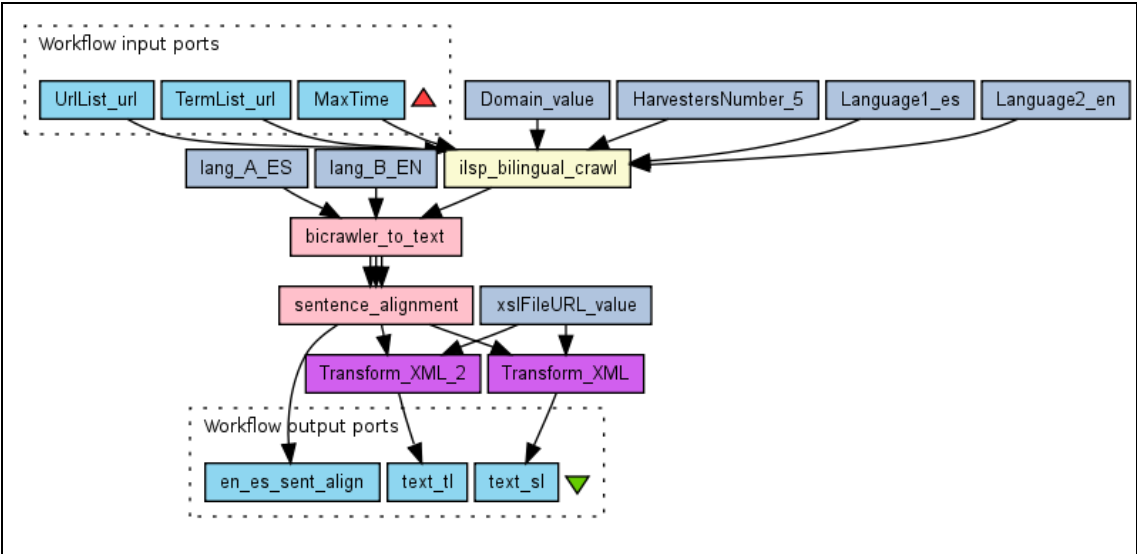 Workflow input ports
UrlList_url
TermList_url
MaxTime
Domain_value
HarvestersNumber_5
Language1_es
Language2_en
lang_A_ES
lang_B_EN
ilsp_bilingual_crawl
bicrawler_to_text
sentence_alignment
xslFileURL_value
Transform_XML_2
Transform_XML
Workflow output ports
en_es_sent_align
text_tl
text_sl